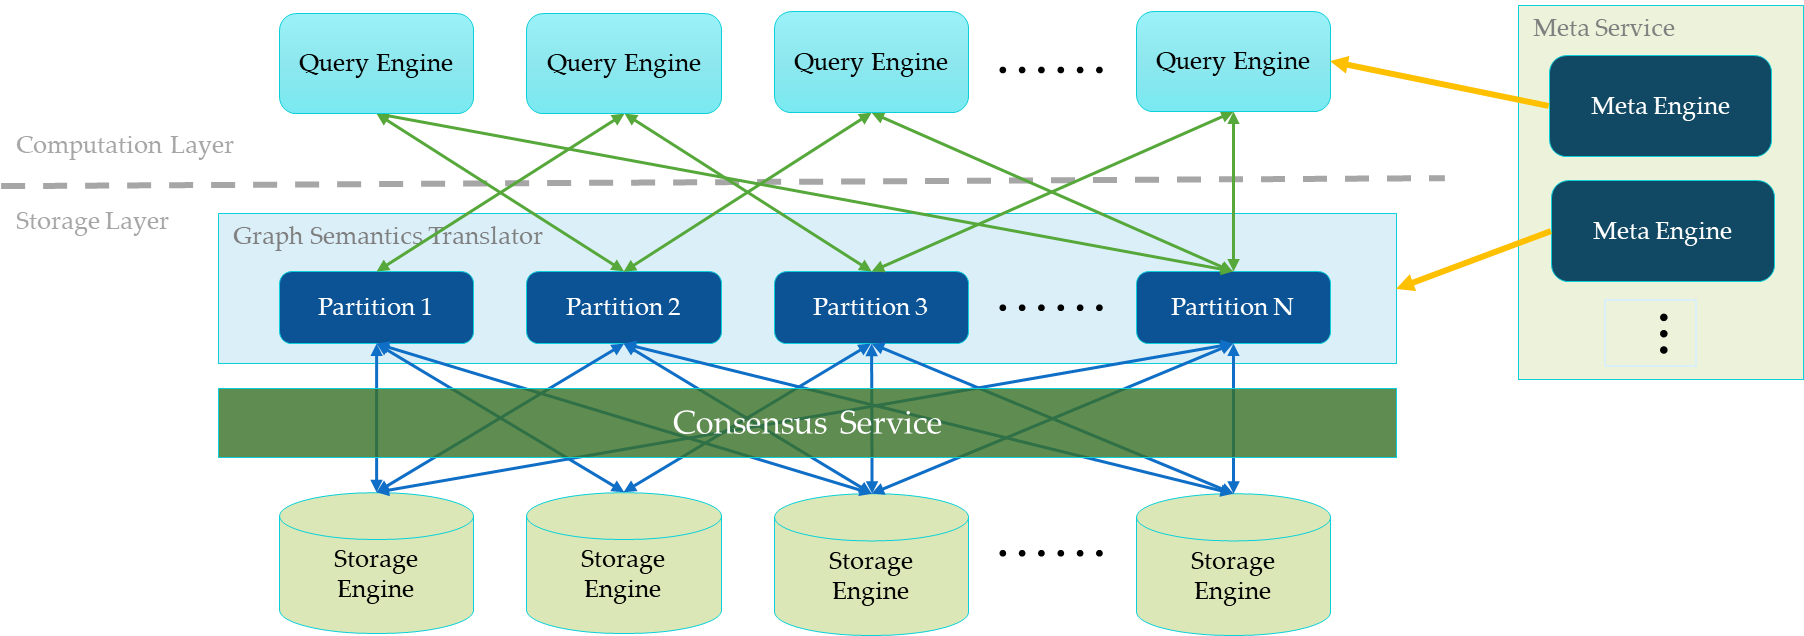 Query Engine
Query Engine
Query Engine
......
Query Engine
Meta Service
Meta Engine
Computation Layer
Storage Layer
Meta Engine
Graph Semantics Translator
Partition 1
Partition 2
Partition 3
......
Partition N
Consensus Service
Storage
Engine
Storage
Engine
Storage
Engine
......
Storage
Engine